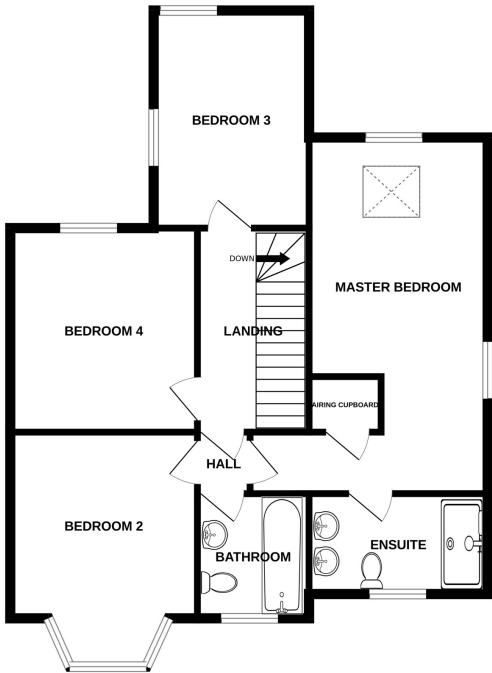 BEDROOM 3
DOWN
MASTER BEDROOM
BEDROOM 4
LANDING
AIRING CUPBOARD
HALL
BEDROOM 2
ENSUITE
BATHROOM